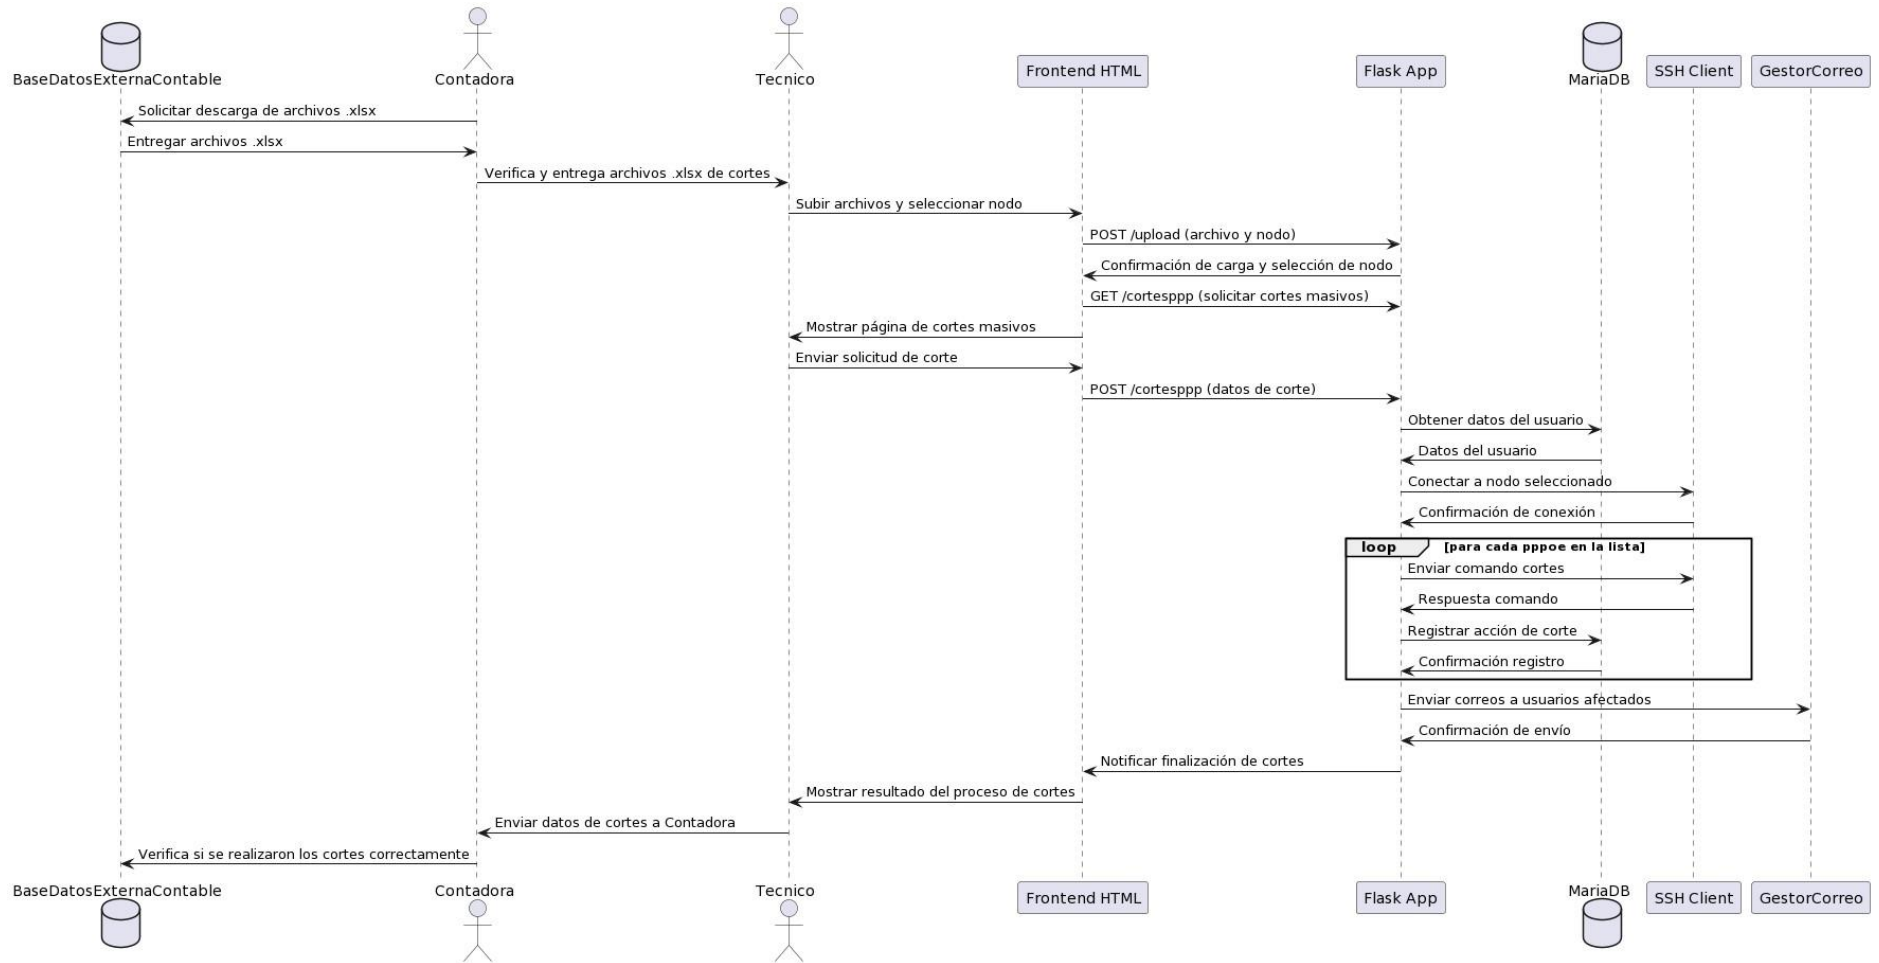 BaseDatosExternaContable
Contadora
Tecnico
Frontend HTML
Flask App
MariaDB
SSH Client
GestorCorreo
Solicitar descarga de archivos .xlsx
Entregar archivos .xlsx
Verifica y entrega archivos .xlsx de cortes
Subir archivos y seleccionar nodo
POST /upload (archivo y nodo)
Confirmación de carga y selección de nodo
GET /cortesppp (solicitar cortes masivos)
Mostrar página de cortes masivos
Enviar solicitud de corte
POST /cortesppp (datos de corte)
Obtener datos del usuario
Datos del usuario
Conectar a nodo seleccionado
Confirmación de conexión
loop [para cada pppoe en la lista]
Enviar comando cortes
Respuesta comando
Registrar acción de corte
Confirmación registro
Enviar correos a usuarios afectados
Confirmación de envío
Notificar finalización de cortes
Mostrar resultado del proceso de cortes
Enviar datos de cortes a Contadora
Verifica si se realizaron los cortes correctamente
BaseDatosExternaContable
Contadora
Tecnico
Frontend HTML
Flask App
MariaDB
SSH Client
GestorCorreo